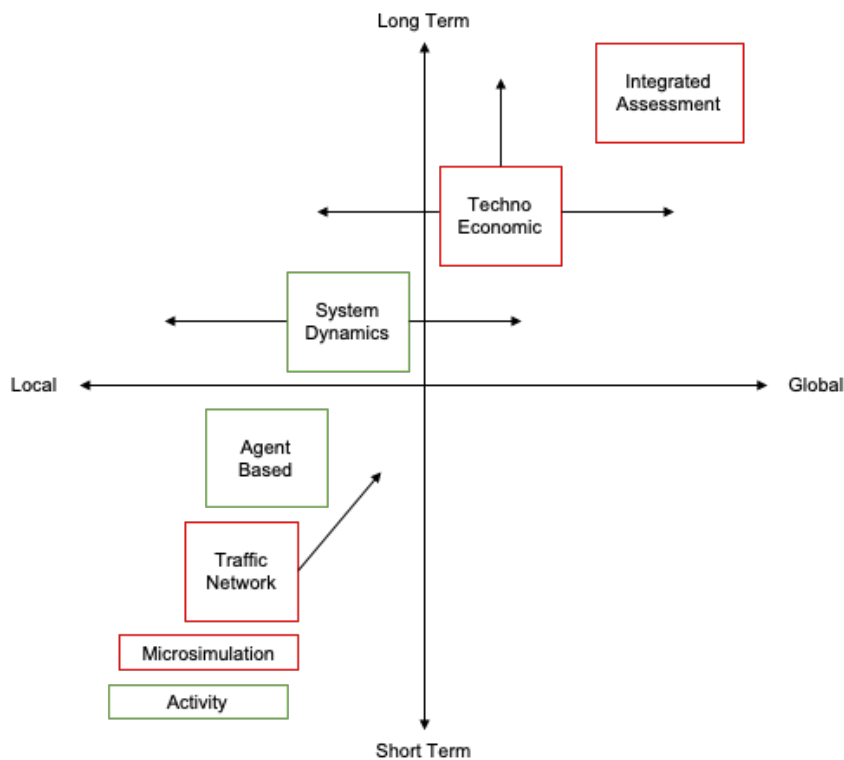 Long Term
Integrated
Assessment
Techno
Economic
System
Dynamics
Local
Global
Agent
Based
Traffic
Network
Microsimulation
Activity
Short Term